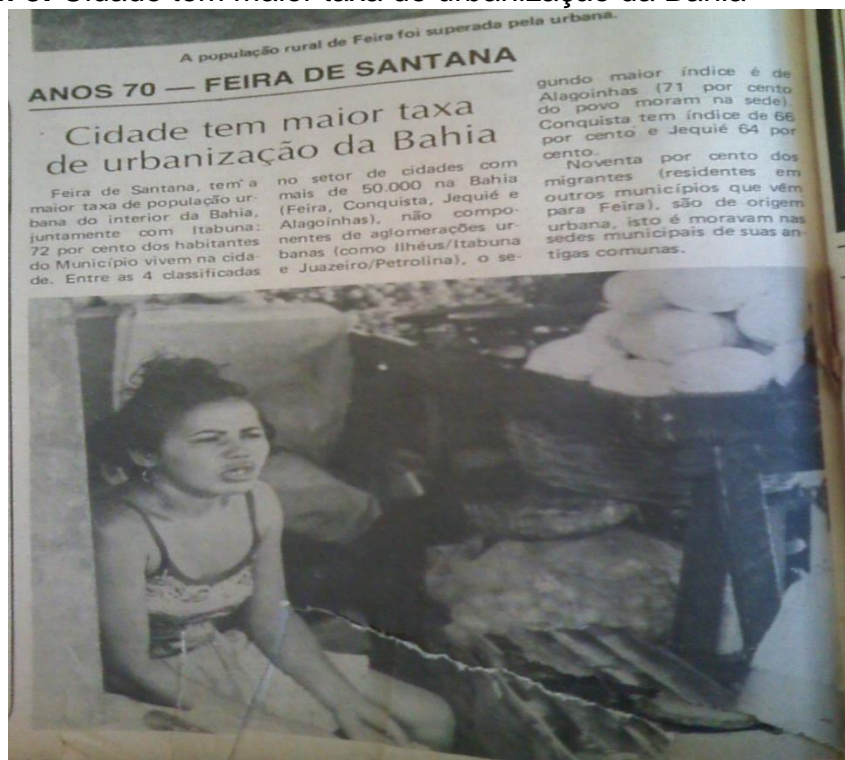 Cidade tem maior taxa de urbanização da Bahia
A população rural de Feira foi superada pela urbana.
ANOS 70 — FEIRA DE SANTANA
Cidade tem maior taxa
de urbanização da Bahia
Feira de Santana, tem a
maior taxa de população ur-
bana do interior da Bahia,
juntamente com Itabuna:
72 por cento dos habitantes
do Município vivem na cida-
de. Entre as 4 classificadas
no setor de cidades com
mais de 50.000 na Bahia
(Feira, Conquista, Jequié e
Alagoinhas), não compo-
nentes de aglomerações ur-
banas (como Ilhéus/Itabuna
e Juazeiro/Petrolina), o se-
gundo maior índice é de
Alagoinhas (71 por cento
do povo moram na sede).
Conquista tem índice de 66
por cento e Jequié 64 por
cento.
Noventa por cento dos
migrantes (residentes em
outros municípios que vêm
para Feira), são de origem
urbana, isto é moravam nas
sedes municipais de suas an-
tigas comunas.